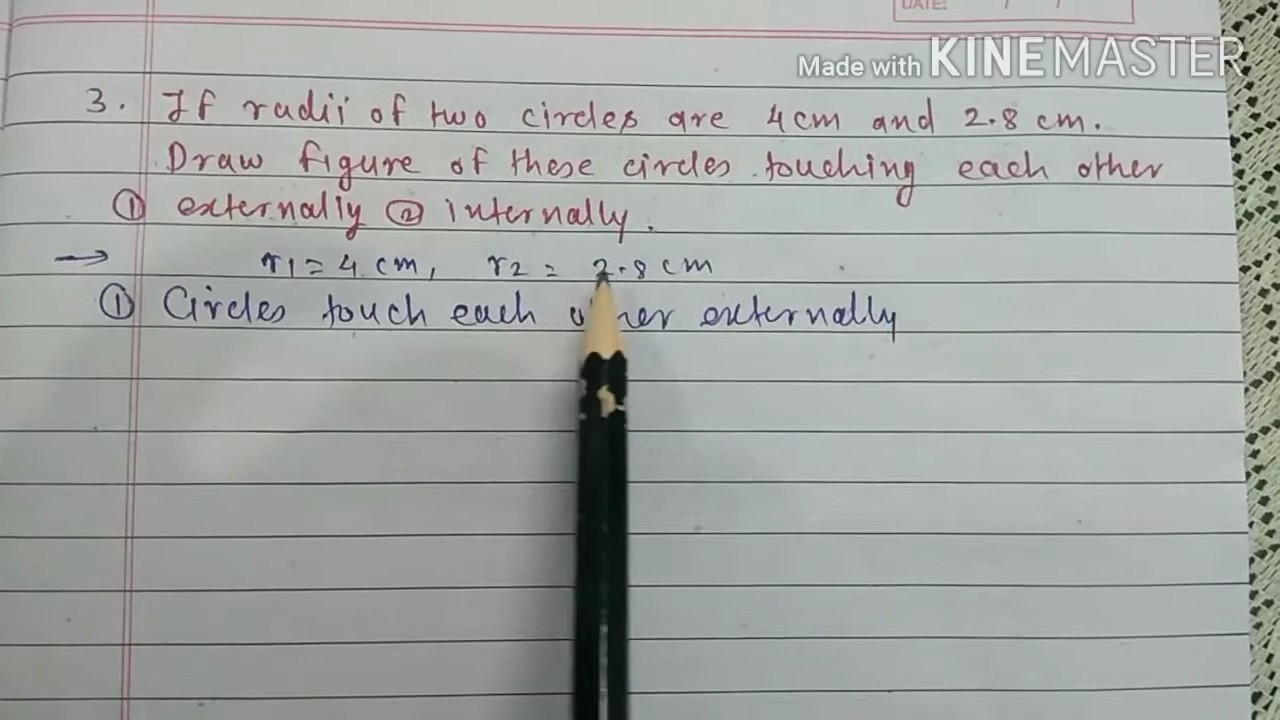 DATE: / /
Made with KINEMASTER
3. If radii of two circles are 4cm and 2.8 cm.
Draw figure of these circles touching each other
① externally ② internally.
→ r1 = 4 cm, r2 = 2.8 cm
① Circles touch each other externally